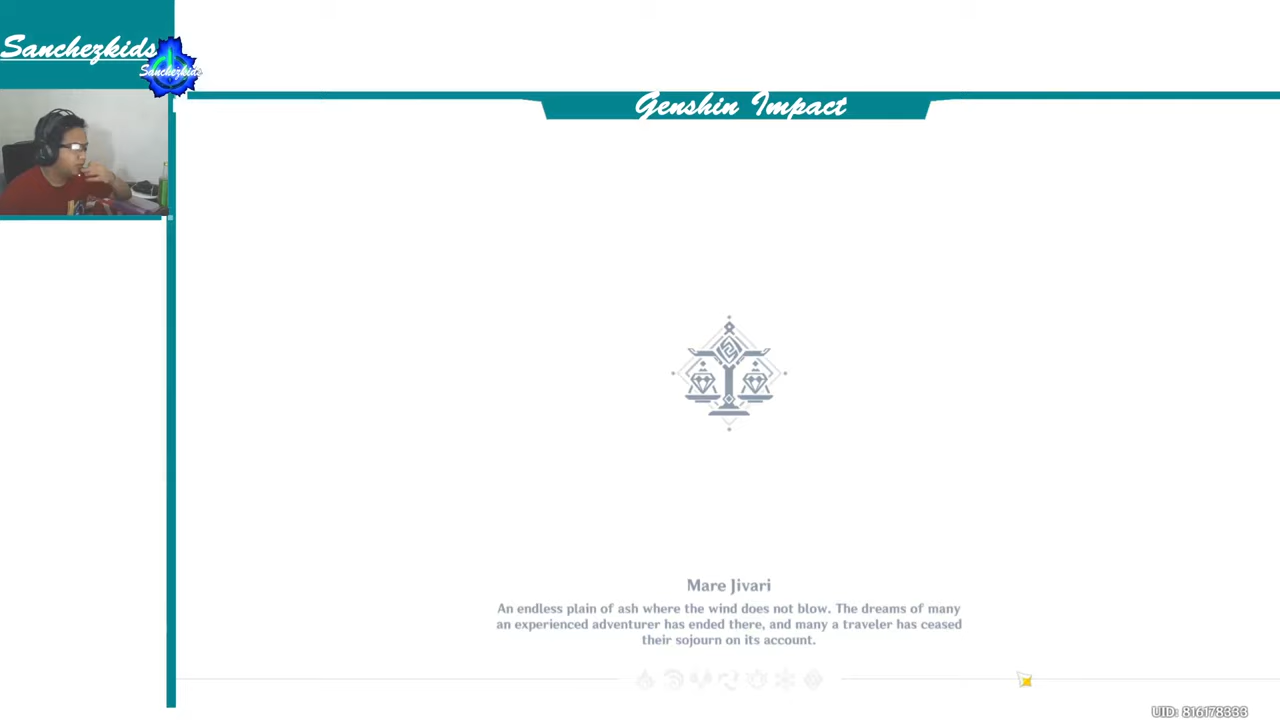 Sanchezkids
Sanchezkids
Genshin Impact
Mare Jivari
An endless plain of ash where the wind does not blow. The dreams of many
an experienced adventurer has ended there, and many a traveler has ceased
their sojourn on its account.
UID: 816178333